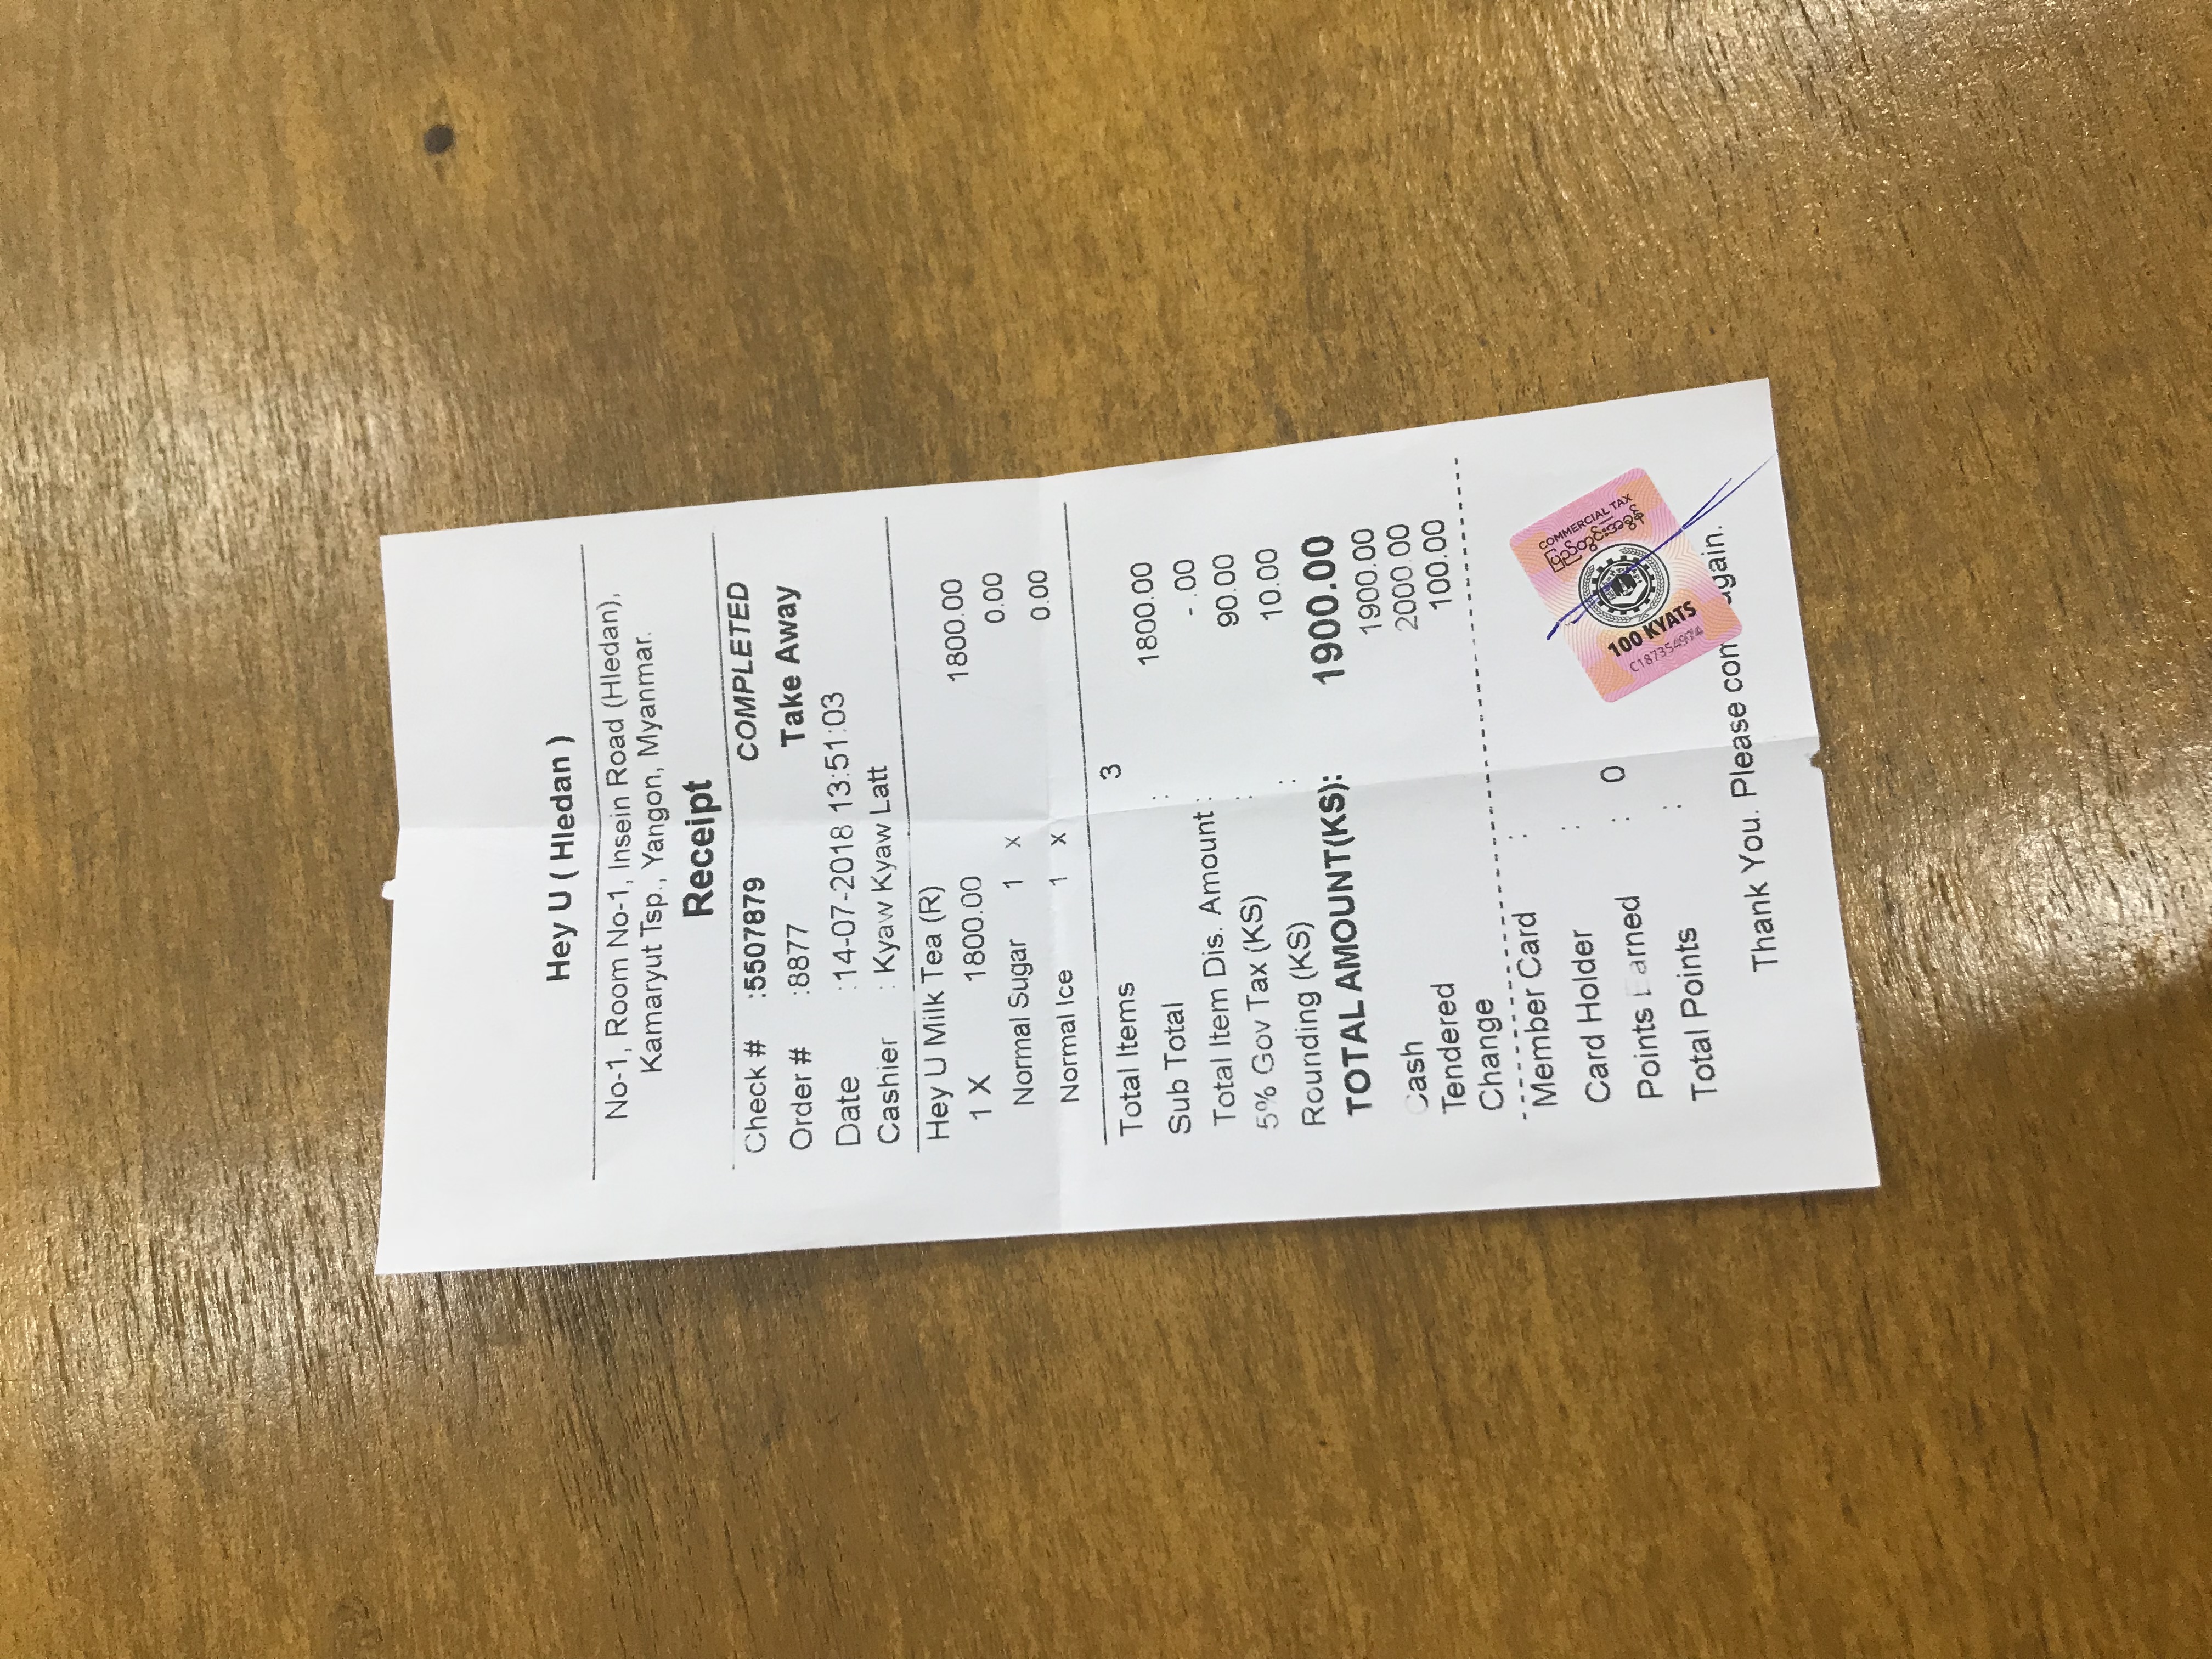 Hey U ( Hledan )
No-1, Room No-1, Insein Road (Hledan),
Kamaryut Tsp., Yangon, Myanmar.
Receipt
Check # :5507879 COMPLETED
Order # :8877 Take Away
Date :14-07-2018 13:51:03
Cashier : Kyaw Kyaw Latt
Hey U Milk Tea (R)
1 X 1800.00 1800.00
Normal Sugar 1 x 0.00
Normal Ice 1 x 0.00
Total Items 3
Sub Total : 1800.00
Total Item Dis. Amount : - .00
5% Gov Tax (KS) : 90.00
Rounding (KS) : 10.00
TOTAL AMOUNT(KS): 1900.00
Cash 1900.00
Tendered 2000.00
Change 100.00
Member Card :
Card Holder :
Points Earned : 0
Total Points :
COMMERCIAL TAX
100 KYATS
Thank You. Please again.